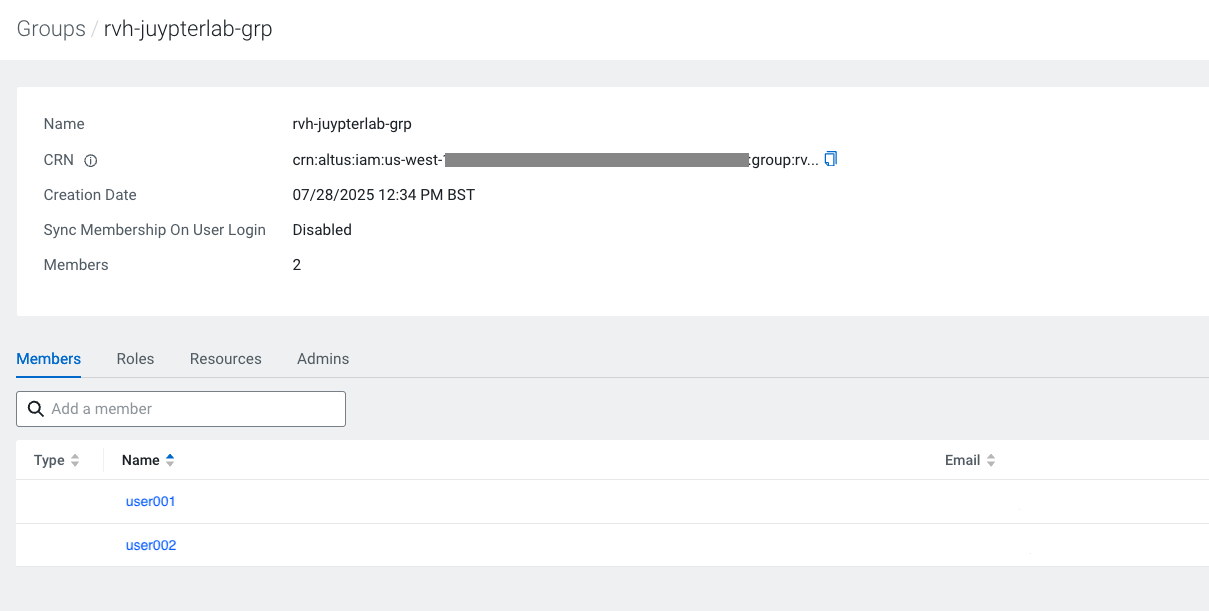 Groups / rvh-juypterlab-grp
Name rvh-juypterlab-grp
CRN crn:altus:iam:us-west- :group:rv...
Creation Date 07/28/2025 12:34 PM BST
Sync Membership On User Login Disabled
Members 2
Members Roles Resources Admins
Add a member
Type Name Email
user001
user002